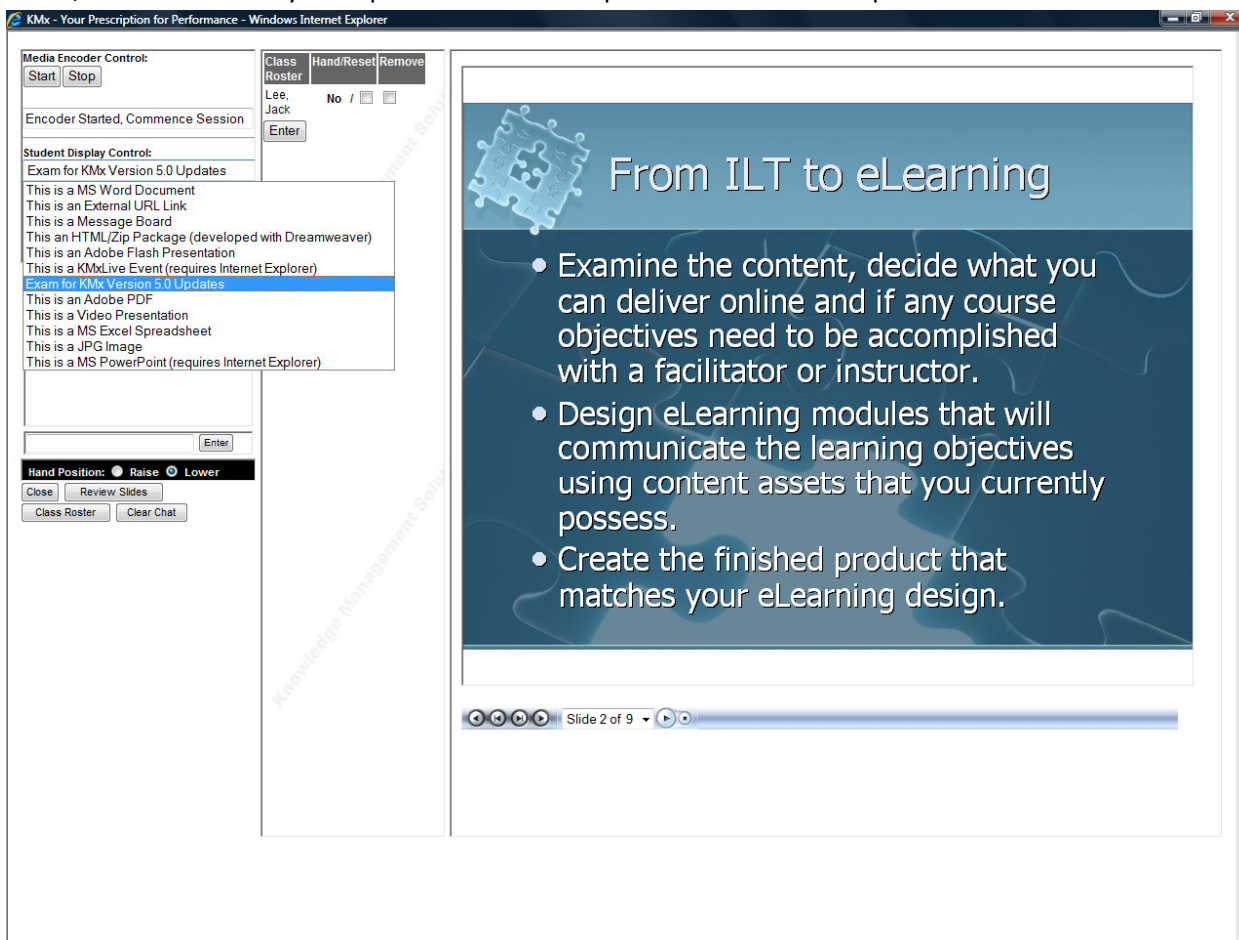 KMx - Your Prescription for Performance - Windows Internet Explorer
Media Encoder Control:
Start Stop
Encoder Started, Commence Session
Student Display Control:
Exam for KMx Version 5.0 Updates
This is a MS Word Document
This is an External URL Link
This is a Message Board
This an HTML/Zip Package (developed with Dreamweaver)
This is an Adobe Flash Presentation
This is a KMxLive Event (requires Internet Explorer)
Exam for KMx Version 5.0 Updates
This is an Adobe PDF
This is a Video Presentation
This is a MS Excel Spreadsheet
This is a JPG Image
This is a MS PowerPoint (requires Internet Explorer)
Enter
Hand Position: Raise Lower
Close Review Slides
Class Roster Clear Chat
Class Hand/Reset Remove
Roster
Lee, No /
Jack
Enter
ment Solu
Knowledge Management Solu
From ILT to eLearning
• Examine the content, decide what you
can deliver online and if any course
objectives need to be accomplished
with a facilitator or instructor.
• Design eLearning modules that will
communicate the learning objectives
using content assets that you currently
possess.
• Create the finished product that
matches your eLearning design.
Slide 2 of 9